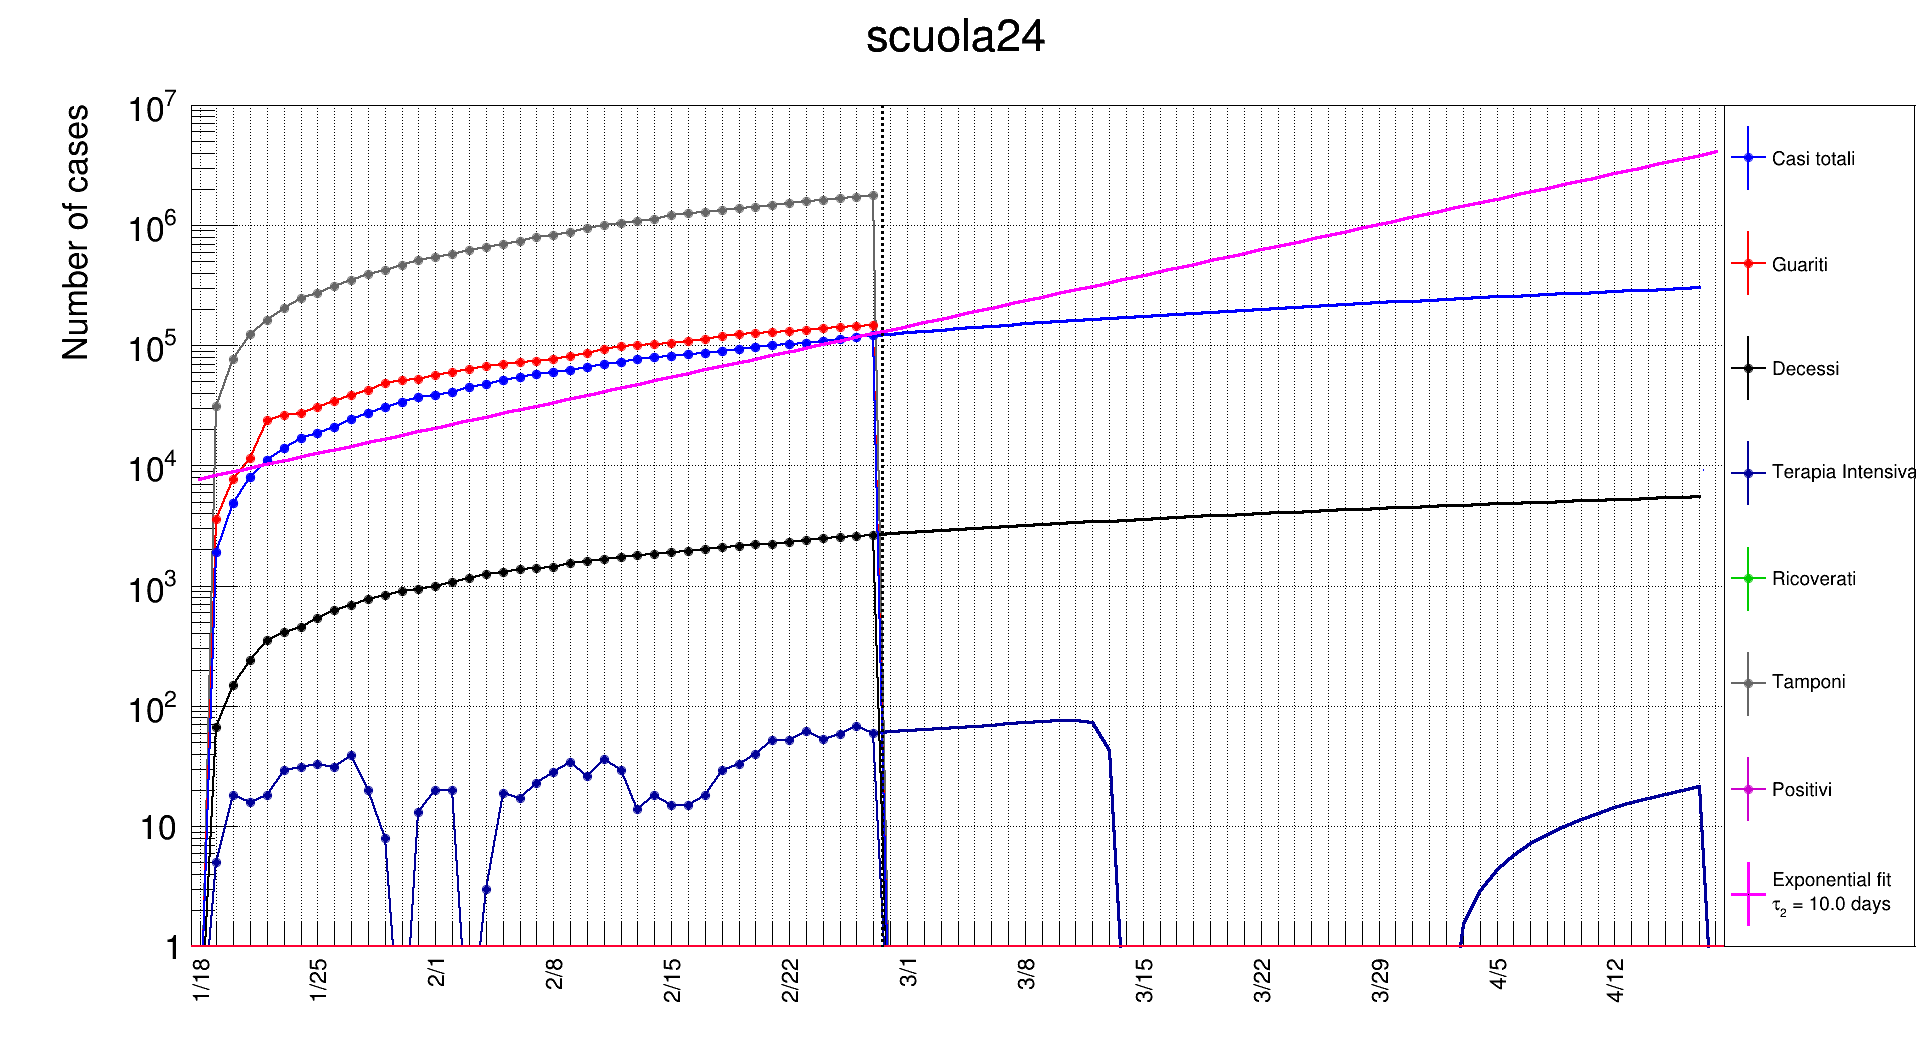 scuola24
Number of cases
10^7
10^6
10^5
10^4
10^3
10^2
10
1
1/18
1/25
2/1
2/8
2/15
2/22
3/1
3/8
3/15
3/22
3/29
4/5
4/12
Casi totali
Guariti
Decessi
Terapia Intensiva
Ricoverati
Tamponi
Positivi
Exponential fit
τ₂ = 10.0 days